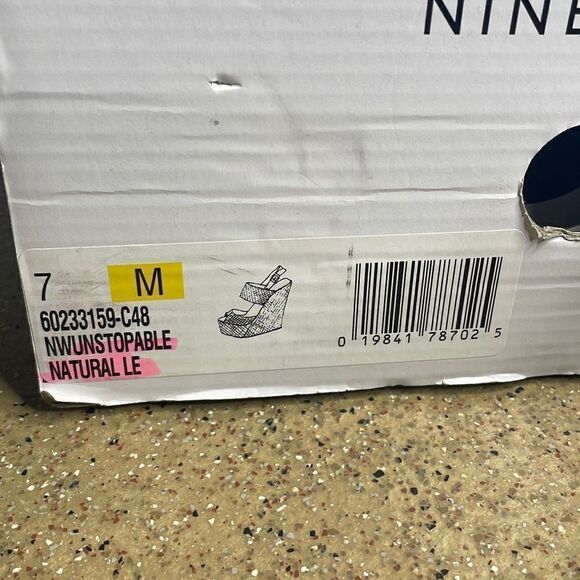 NINE
7 M
60233159-C48
NWUNSTOPABLE
NATURAL LE
0 19841 78702 5